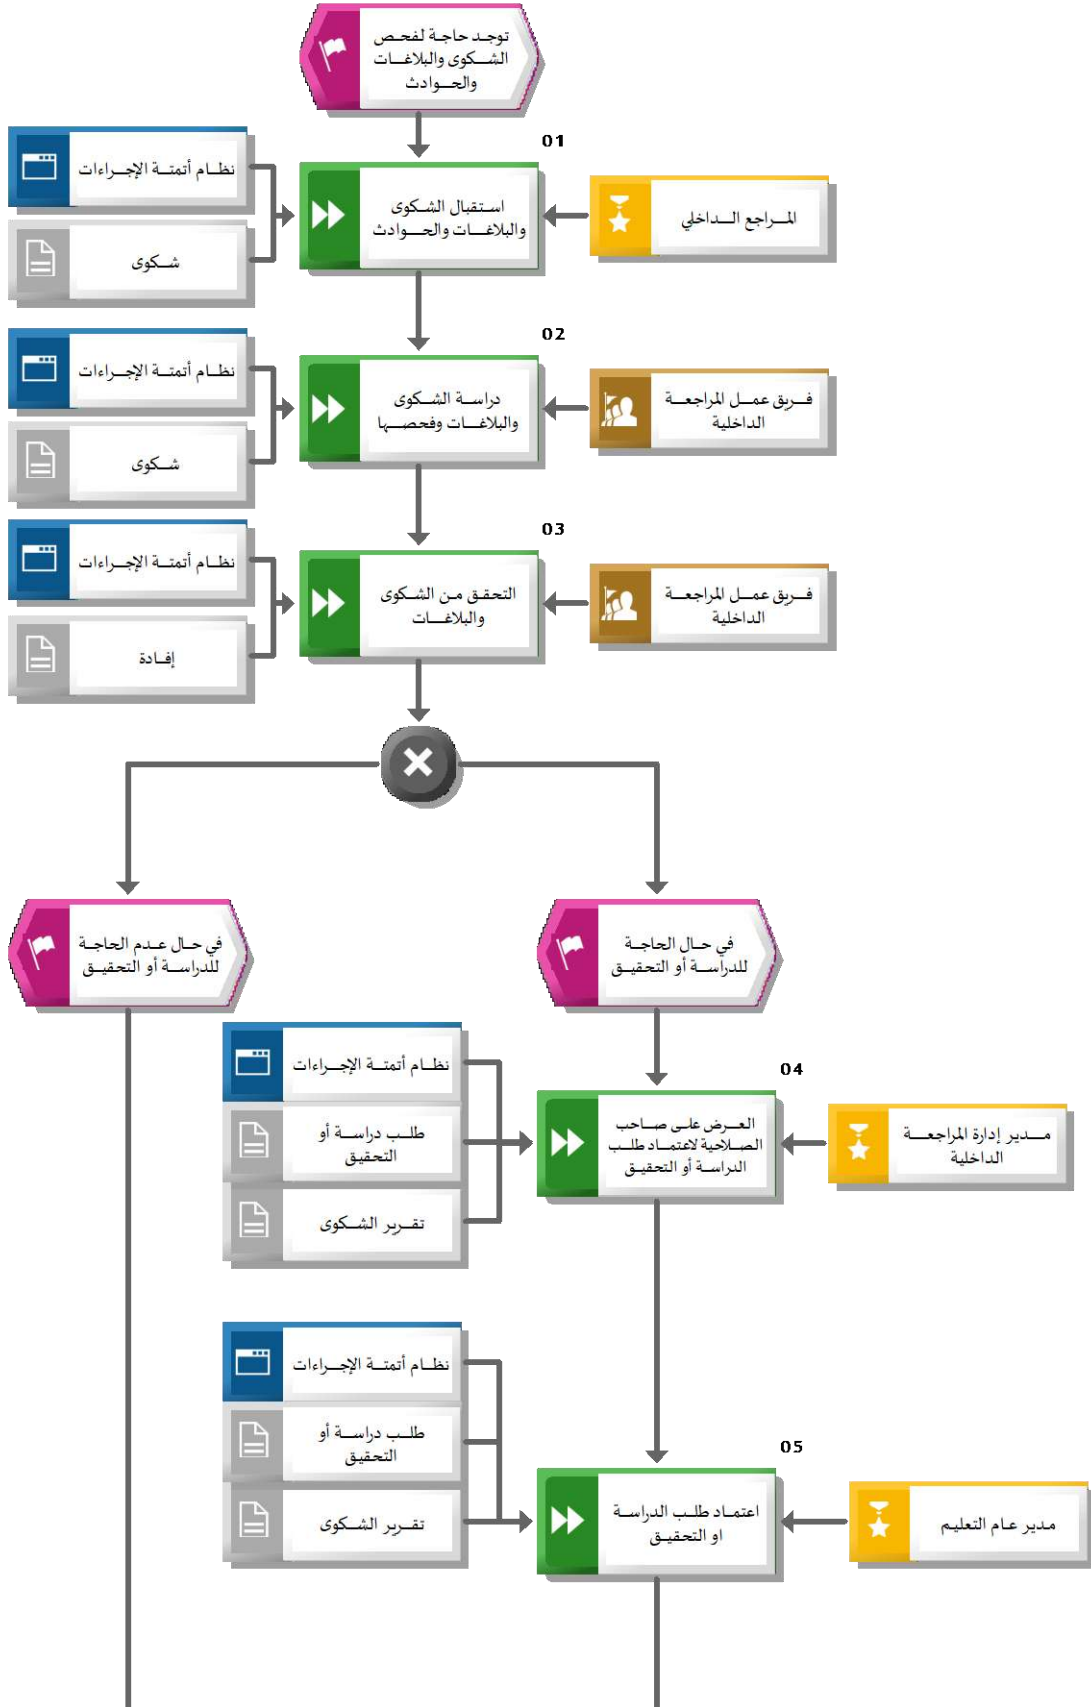 توجد حاجة لفحص
الشكوى والبلاغات
والحوادث
01
استقبال الشكوى
والبلاغات والحوادث
المراجع الداخلي
نظام أتمتة الإجراءات
شكوى
02
دراسة الشكوى
والبلاغات وفحصها
فريق عمل المراجعة
الداخلية
نظام أتمتة الإجراءات
شكوى
03
التحقق من الشكوى
والبلاغات
فريق عمل المراجعة
الداخلية
نظام أتمتة الإجراءات
إفادة
في حال الحاجة
للدراسة أو التحقيق
في حال عدم الحاجة
للدراسة أو التحقيق
04
العرض على صاحب
الصلاحية لاعتماد طلب
الدراسة أو التحقيق
مدير إدارة المراجعة
الداخلية
نظام أتمتة الإجراءات
طلب دراسة أو
التحقيق
تقرير الشكوى
05
اعتماد طلب الدراسة
او التحقيق
مدير عام التعليم
نظام أتمتة الإجراءات
طلب دراسة أو
التحقيق
تقرير الشكوى